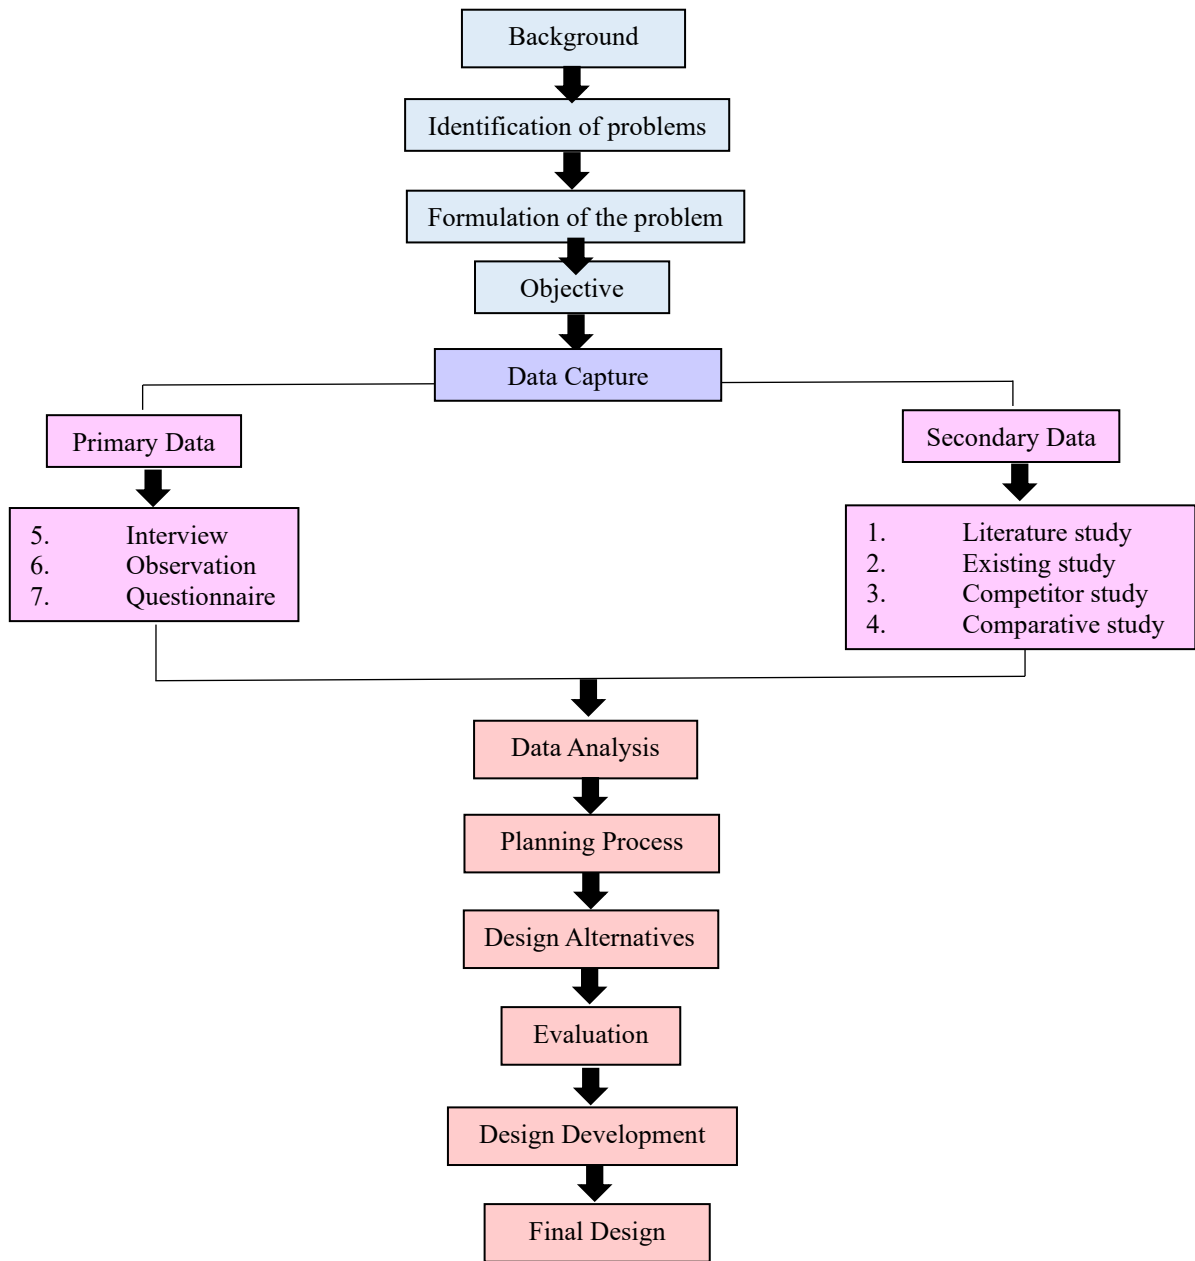 Background
Identification of problems
Formulation of the problem
Objective
Data Capture
Primary Data
Secondary Data
5. Interview
6. Observation
7. Questionnaire
1. Literature study
2. Existing study
3. Competitor study
4. Comparative study
Data Analysis
Planning Process
Design Alternatives
Evaluation
Design Development
Final Design